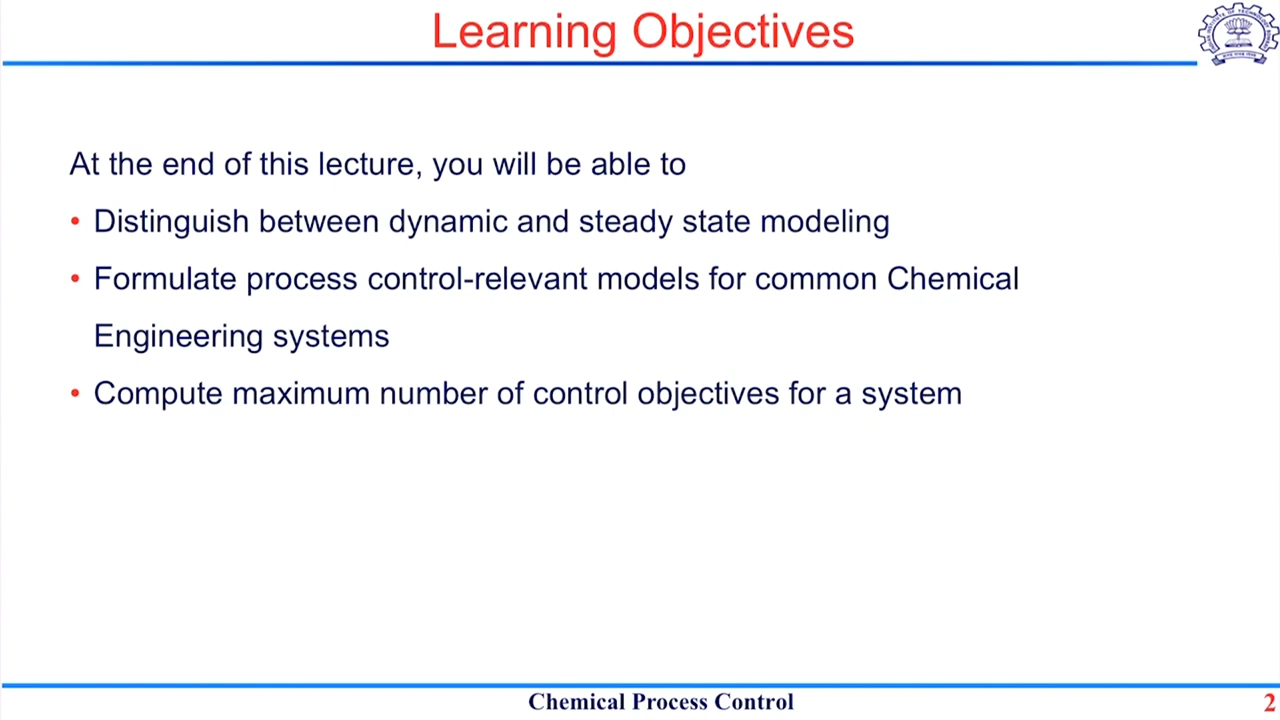 Learning Objectives
At the end of this lecture, you will be able to
• Distinguish between dynamic and steady state modeling
• Formulate process control-relevant models for common Chemical
Engineering systems
• Compute maximum number of control objectives for a system
Chemical Process Control
2